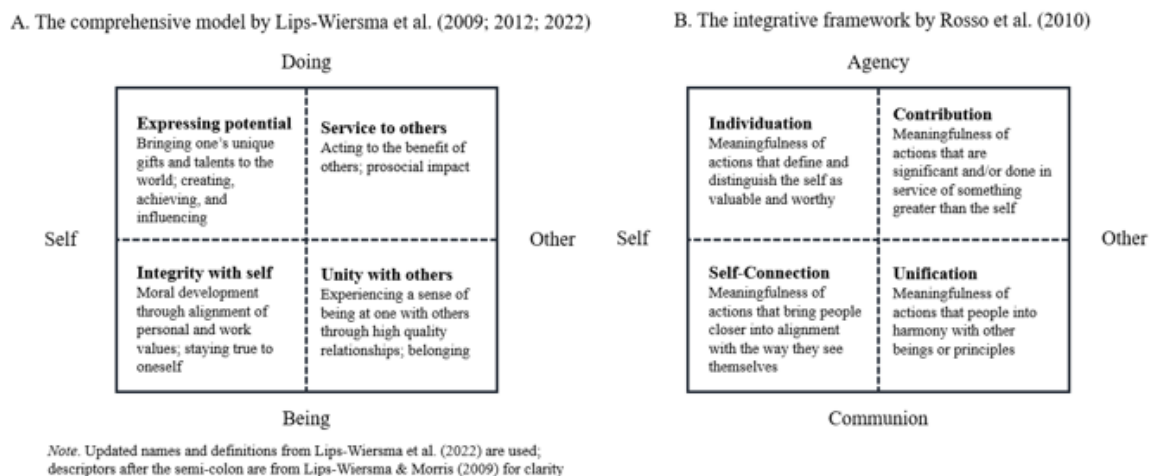 A. The comprehensive model by Lips-Wiersma et al. (2009; 2012; 2022)
Doing
Self
Other
Expressing potential
Bringing one's unique
gifts and talents to the
world; creating,
achieving, and
influencing
Service to others
Acting to the benefit of
others; prosocial impact
Integrity with self
Moral development
through alignment of
personal and work
values; staying true to
oneself
Unity with others
Experiencing a sense of
being at one with others
through high quality
relationships; belonging
Being
Note. Updated names and definitions from Lips-Wiersma et al. (2022) are used;
descriptors after the semi-colon are from Lips-Wiersma & Morris (2009) for clarity
B. The integrative framework by Rosso et al. (2010)
Agency
Self
Other
Individuation
Meaningfulness of
actions that define and
distinguish the self as
valuable and worthy
Contribution
Meaningfulness of
actions that are
significant and/or done in
service of something
greater than the self
Self-Connection
Meaningfulness of
actions that bring people
closer into alignment
with the way they see
themselves
Unification
Meaningfulness of
actions that people into
harmony with other
beings or principles
Communion